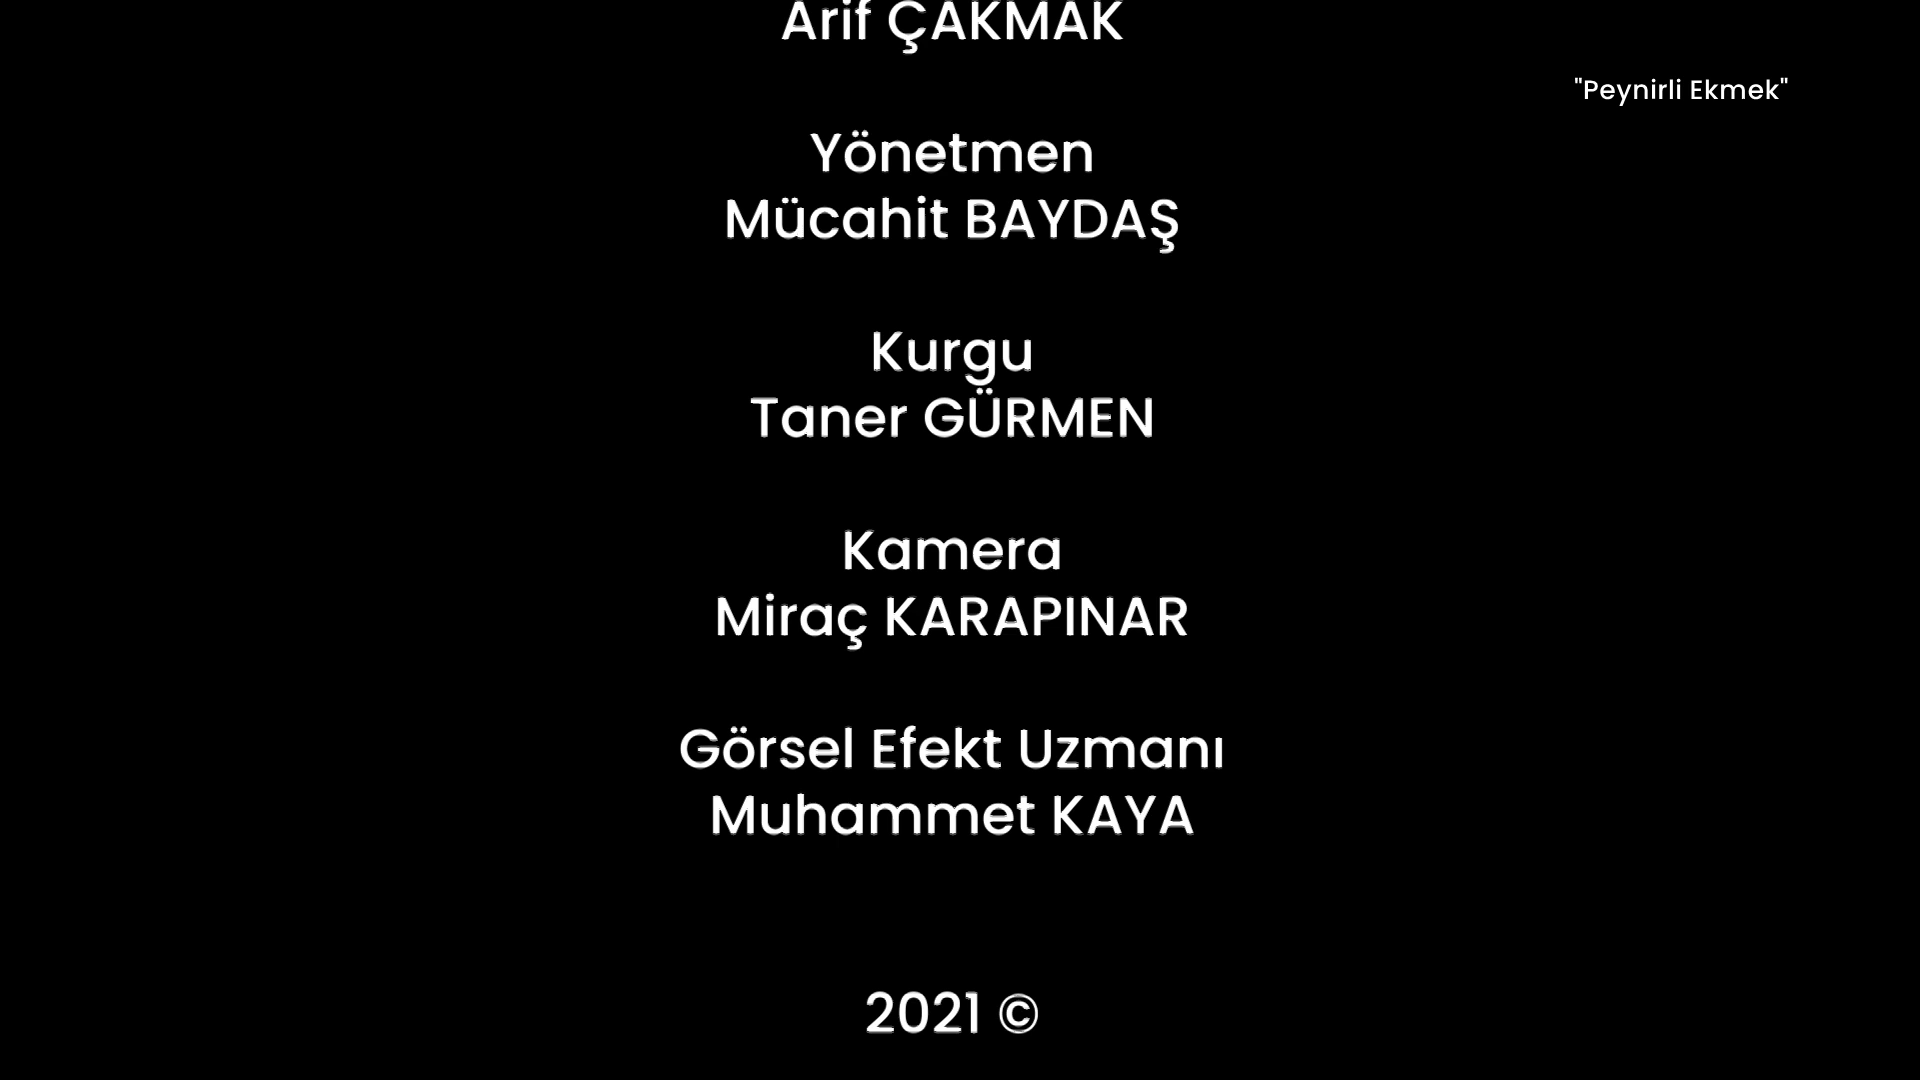 Arif ÇAKMAK
"Peynirli Ekmek"
Yönetmen
Mücahit BAYDAŞ
Kurgu
Taner GÜRMEN
Kamera
Miraç KARAPINAR
Görsel Efekt Uzmanı
Muhammet KAYA
2021 ©